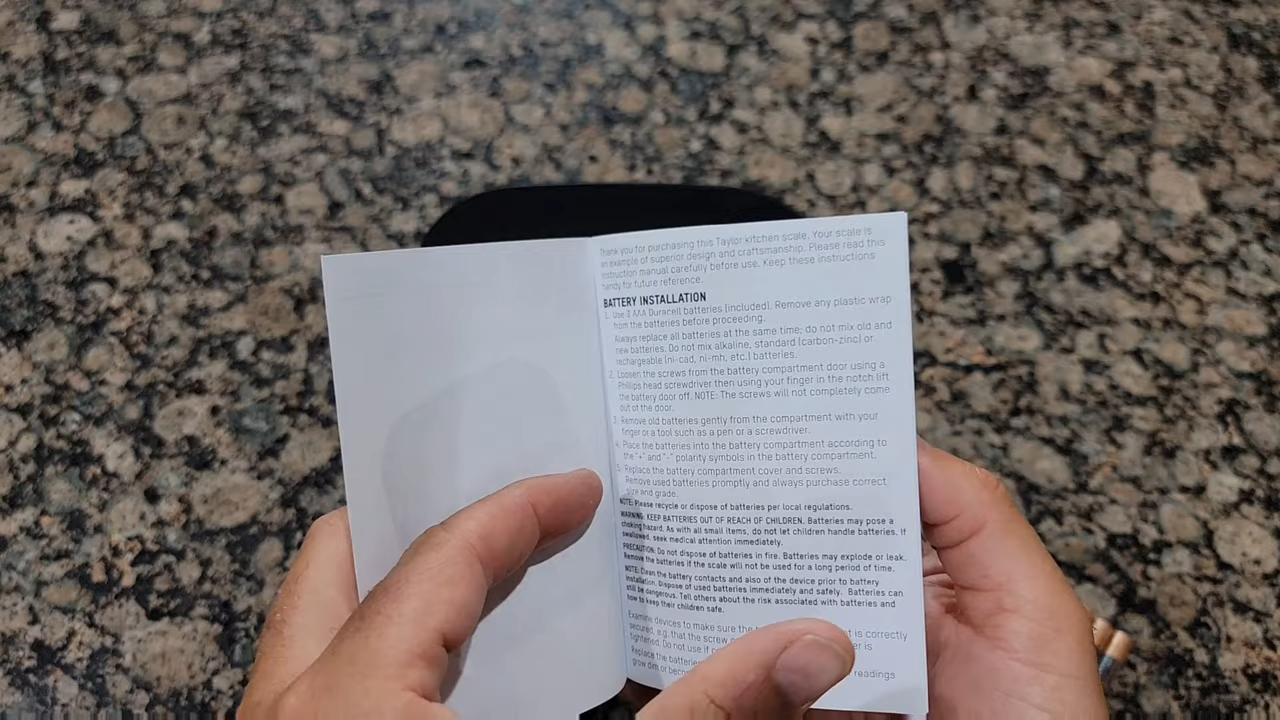 Thank you for purchasing this Taylor kitchen scale. Your scale is
an example of superior design and craftsmanship. Please read this
instruction manual carefully before use. Keep these instructions
handy for future reference.
BATTERY INSTALLATION
1. Use 3 AAA Duracell batteries (included). Remove any plastic wrap
from the batteries before proceeding.
Always replace all batteries at the same time; do not mix old and
new batteries. Do not mix alkaline, standard (carbon-zinc) or
rechargeable (ni-cad, ni-mh, etc.) batteries.
2. Loosen the screws from the battery compartment door using a
Phillips head screwdriver then using your finger in the notch lift
the battery door off. NOTE: The screws will not completely come
out of the door.
3. Remove old batteries gently from the compartment with your
finger or a tool such as a pen or a screwdriver.
4. Place the batteries into the battery compartment according to
the "+" and "-" polarity symbols in the battery compartment.
5. Replace the battery compartment cover and screws.
Remove used batteries promptly and always purchase correct
size and grade.
NOTE: Please recycle or dispose of batteries per local regulations.
WARNING: KEEP BATTERIES OUT OF REACH OF CHILDREN. Batteries may pose a
choking hazard. As with all small items, do not let children handle batteries. If
swallowed, seek medical attention immediately.
PRECAUTION: Do not dispose of batteries in fire. Batteries may explode or leak.
Remove the batteries if the scale will not be used for a long period of time.
NOTE: Clean the battery contacts and also of the device prior to battery
installation. Dispose of used batteries immediately and safely. Batteries can
still be dangerous. Tell others about the risk associated with batteries and
how to keep their children safe.
Examine devices to make sure the is correctly
secured, e.g. that the screw is
tightened. Do not use if
Replace the batteries readings
grow dim or